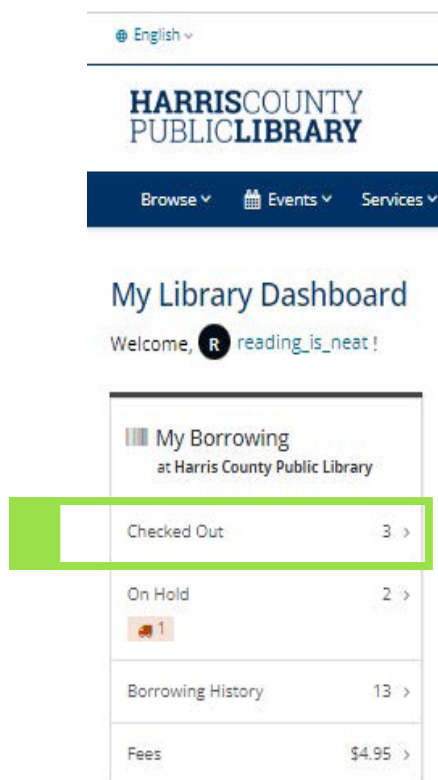 English
HARRISCOUNTY
PUBLICLIBRARY
Browse Events Services
My Library Dashboard
Welcome, R reading_is_neat !
My Borrowing
at Harris County Public Library
Checked Out 3 >
On Hold 2 >
1
Borrowing History 13 >
Fees $4.95 >